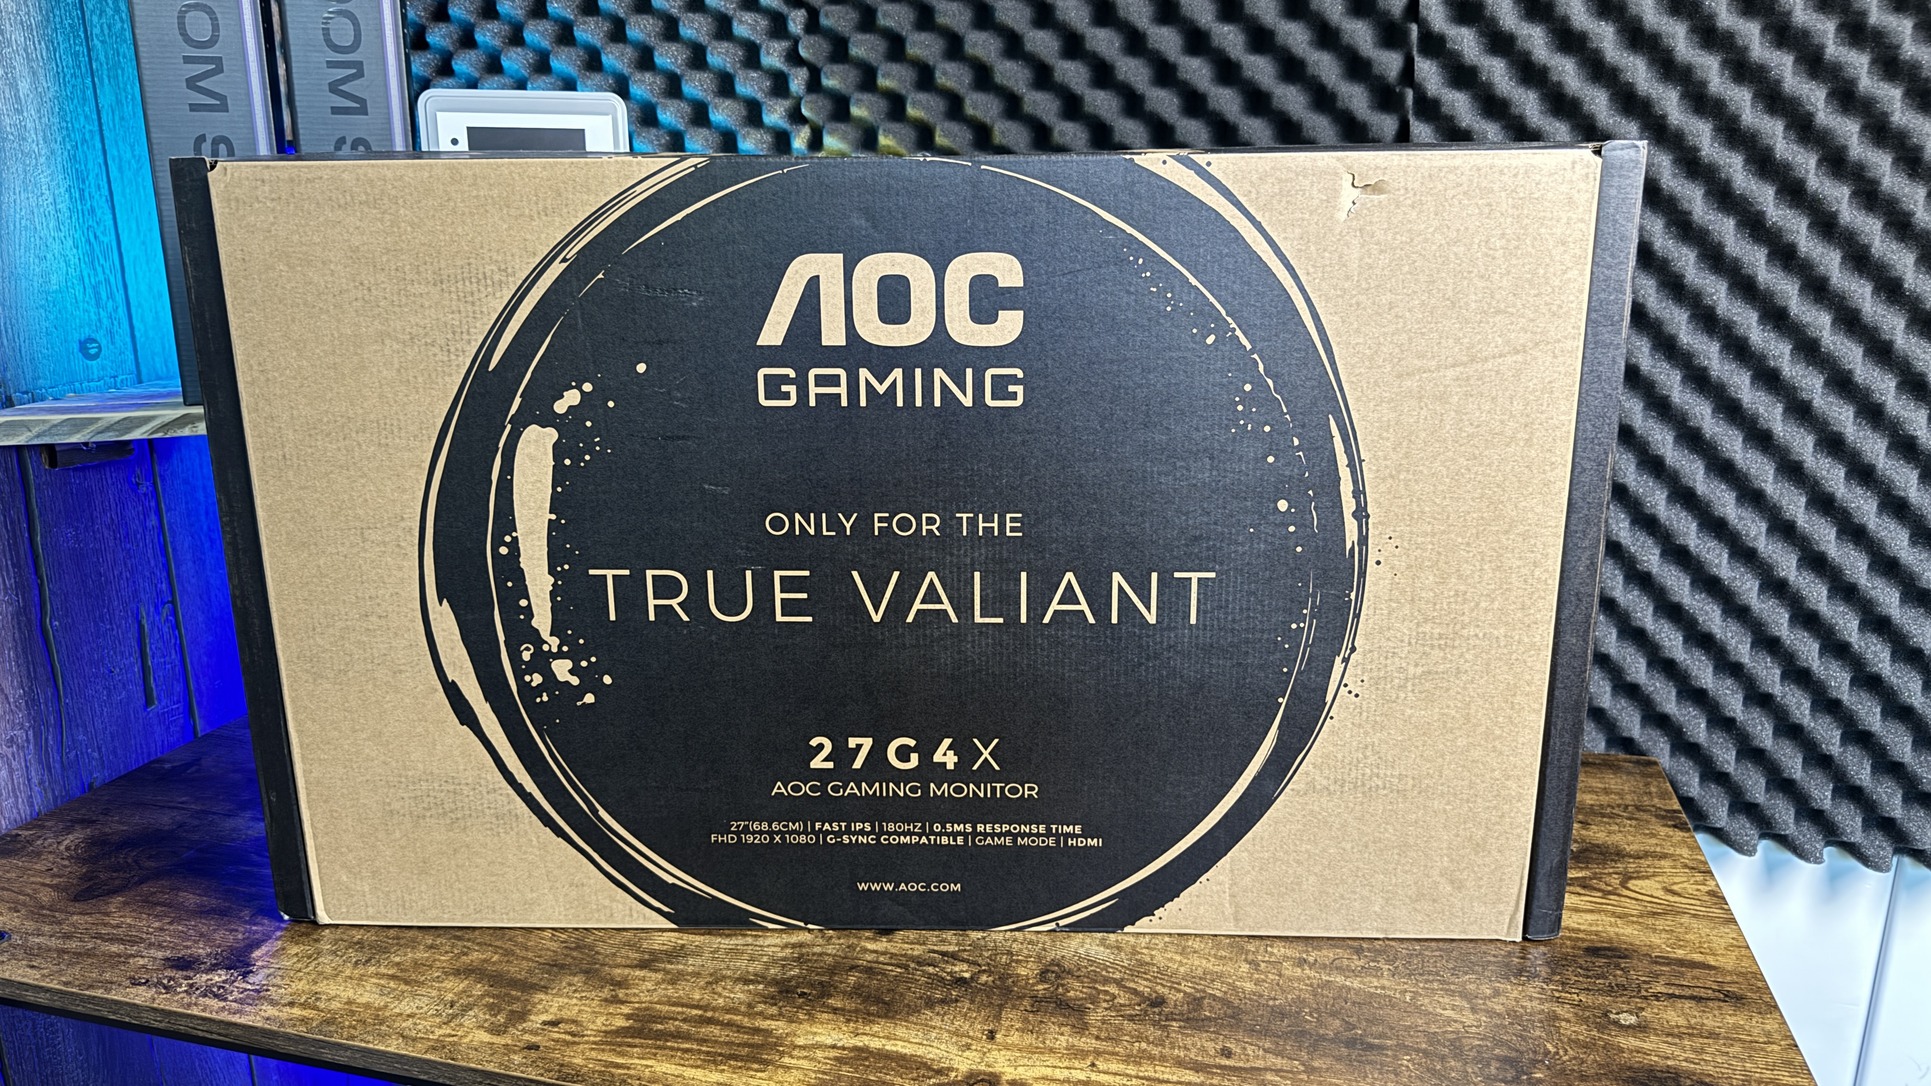 AOC
GAMING
ONLY FOR THE
TRUE VALIANT
27G4X
AOC GAMING MONITOR
27"(68.6CM) | FAST IPS | 180HZ | 0.5MS RESPONSE TIME
FHD 1920 X 1080 | G-SYNC COMPATIBLE | GAME MODE | HDMI
WWW.AOC.COM